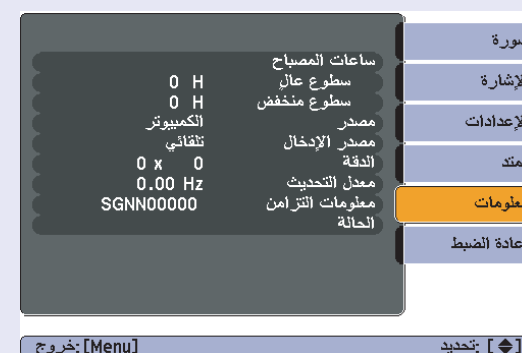 ساعات المصباح
سطوع عالٍ 0 H
سطوع منخفض 0 H
مصدر الكمبيوتر
مصدر الإدخال تلقائي
الدقة 0 x 0
معدل التحديث 0.00 Hz
معلومات التزامن SGNN00000
الحالة
صورة
الإشارة
الإعدادات
ممتد
معلومات
إعادة الضبط
[◆] :تحديد
[Menu] :خروج